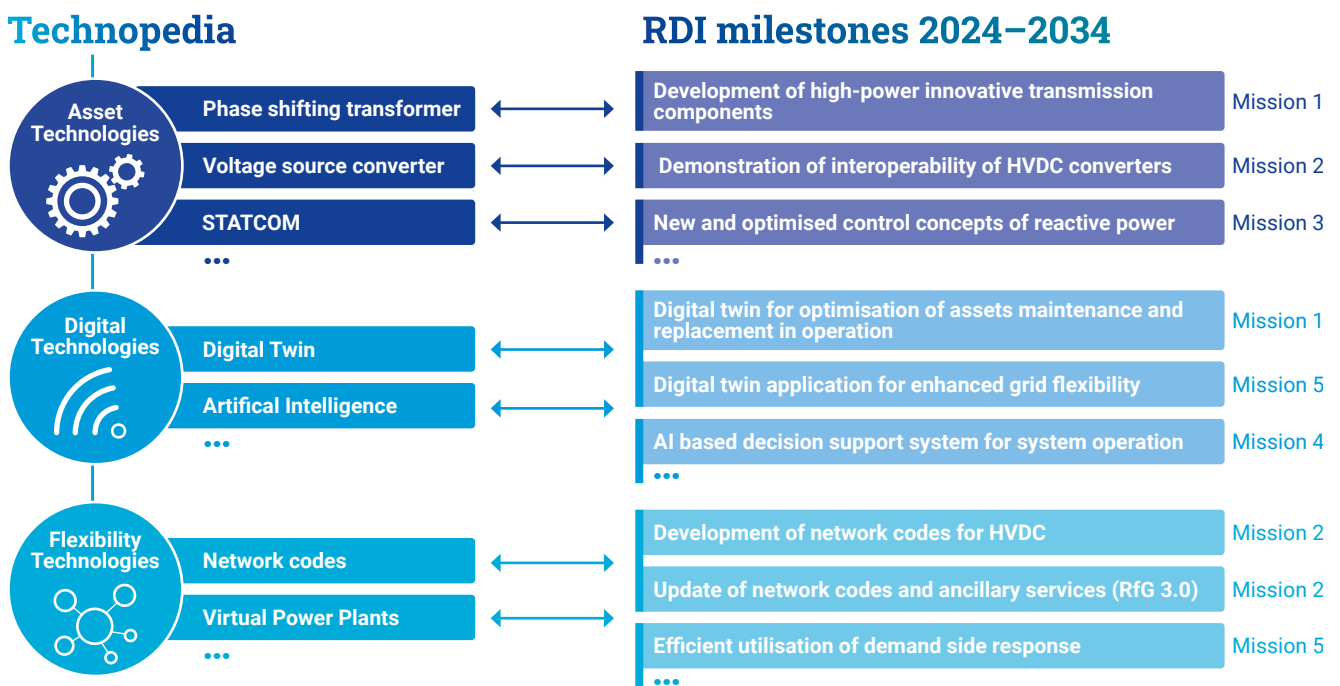 Technopedia
RDI milestones 2024–2034
Asset
Technologies
Phase shifting transformer
Development of high-power innovative transmission
components
Mission 1
Voltage source converter
Demonstration of interoperability of HVDC converters
Mission 2
STATCOM
New and optimised control concepts of reactive power
Mission 3
•••
•••
Digital
Technologies
Digital Twin
Digital twin for optimisation of assets maintenance and
replacement in operation
Mission 1
Digital twin application for enhanced grid flexibility
Mission 5
Artifical Intelligence
AI based decision support system for system operation
Mission 4
•••
•••
Flexibility
Technologies
Network codes
Development of network codes for HVDC
Mission 2
Update of network codes and ancillary services (RfG 3.0)
Mission 2
Virtual Power Plants
Efficient utilisation of demand side response
Mission 5
•••
•••